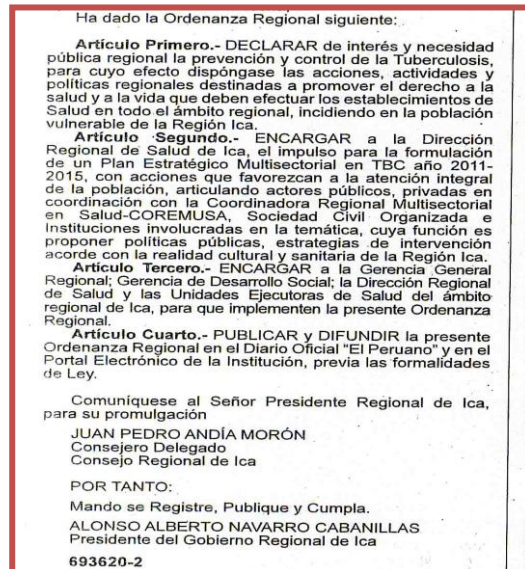 Ha dado la Ordenanza Regional siguiente:
Artículo Primero.- DECLARAR de interés y necesidad
pública regional la prevención y control de la Tuberculosis,
para cuyo efecto dispóngase las acciones, actividades y
políticas regionales destinadas a promover el derecho a la
salud y a la vida que deben efectuar los establecimientos de
Salud en todo el ámbito regional, incidiendo en la población
vulnerable de la Región Ica.
Artículo Segundo.- ENCARGAR a la Dirección
Regional de Salud de Ica, el impulso para la formulación
de un Plan Estratégico Multisectorial en TBC año 2011-
2015, con acciones que favorezcan a la atención integral
de la población, articulando actores públicos, privadas en
coordinación con la Coordinadora Regional Multisectorial
en Salud-COREMUSA, Sociedad Civil Organizada e
Instituciones involucradas en la temática, cuya función es
proponer políticas públicas, estrategias de intervención
acorde con la realidad cultural y sanitaria de la Región Ica.
Artículo Tercero.- ENCARGAR a la Gerencia General
Regional; Gerencia de Desarrollo Social; la Dirección Regional
de Salud y las Unidades Ejecutoras de Salud del ámbito
regional de Ica, para que implementen la presente Ordenanza
Regional.
Artículo Cuarto.- PUBLICAR y DIFUNDIR la presente
Ordenanza Regional en el Diario Oficial "El Peruano" y en el
Portal Electrónico de la Institución, previa las formalidades
de Ley.
Comuníquese al Señor Presidente Regional de Ica,
para su promulgación
JUAN PEDRO ANDÍA MORÓN
Consejero Delegado
Consejo Regional de Ica
POR TANTO:
Mando se Registre, Publique y Cumpla.
ALONSO ALBERTO NAVARRO CABANILLAS
Presidente del Gobierno Regional de Ica
693620-2